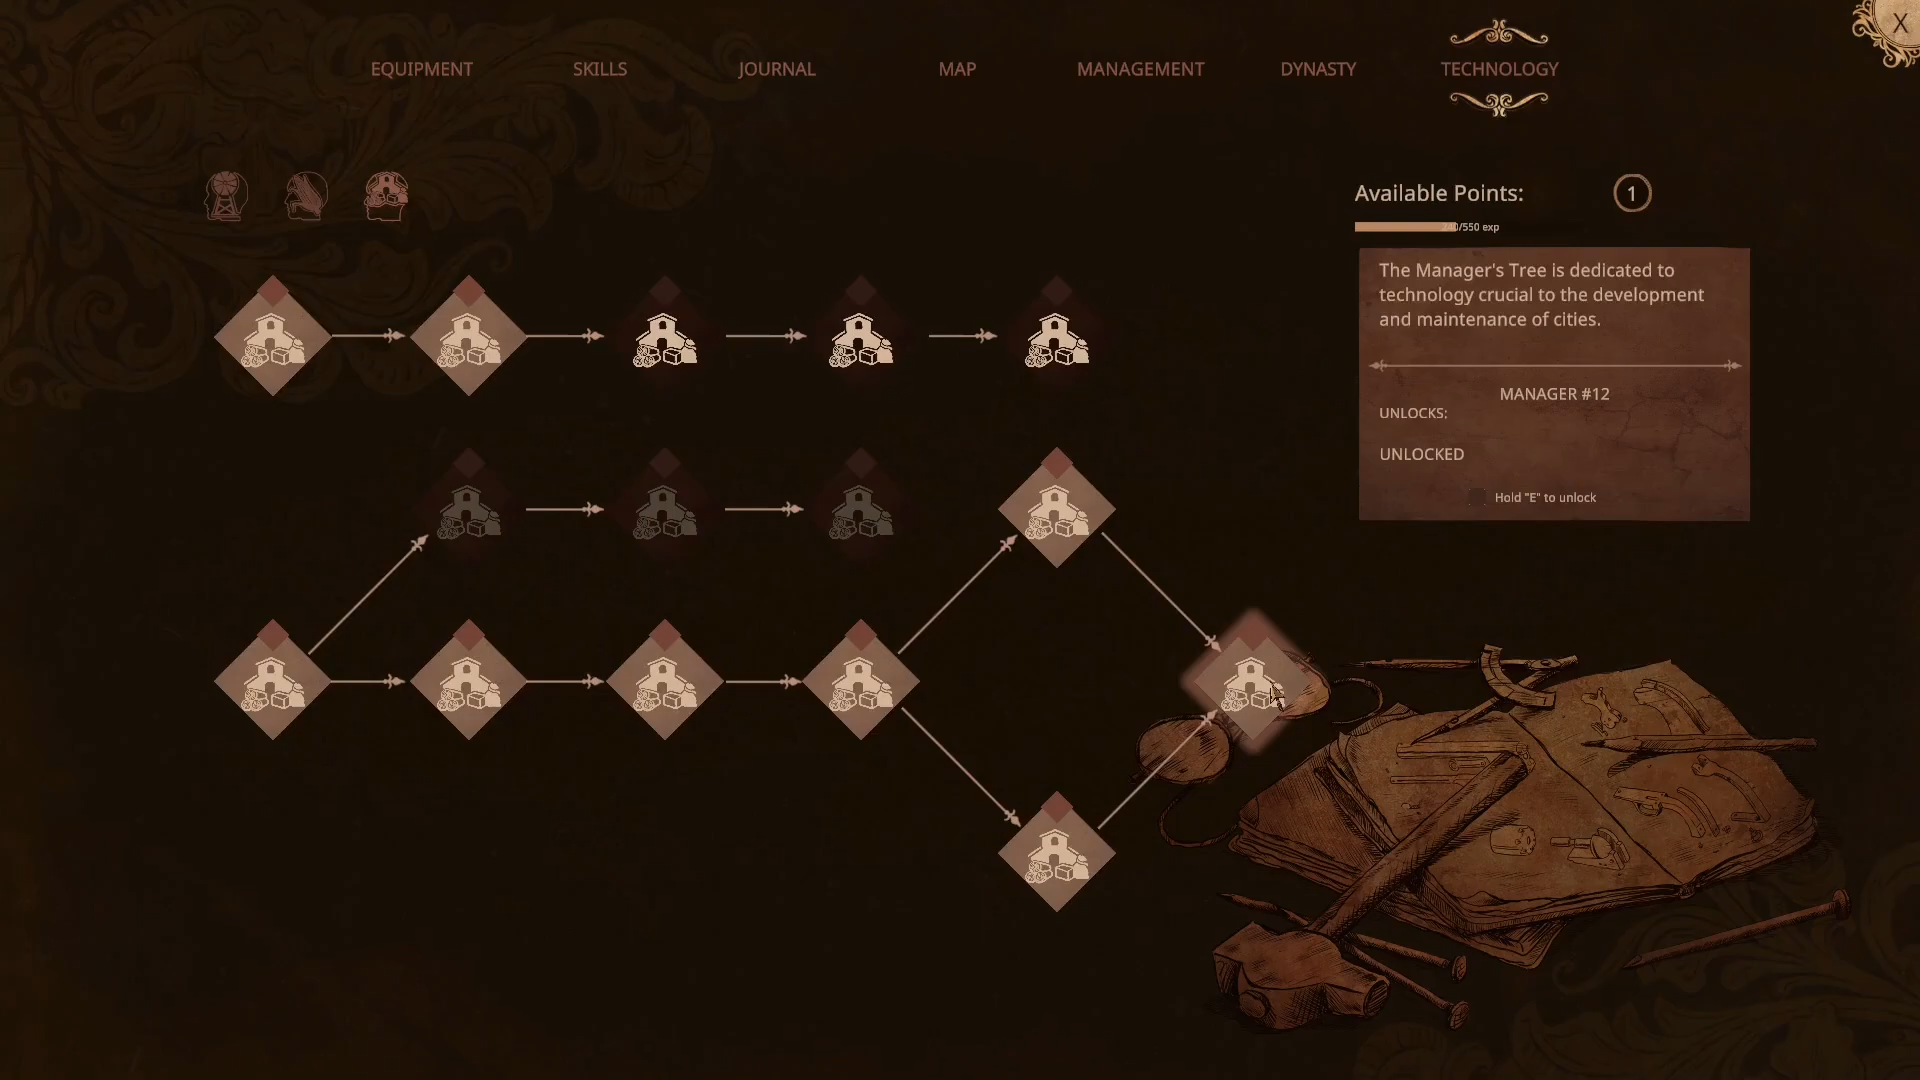 X
EQUIPMENT
SKILLS
JOURNAL
MAP
MANAGEMENT
DYNASTY
TECHNOLOGY
Available Points:
1
/550 exp
The Manager's Tree is dedicated to
technology crucial to the development
and maintenance of cities.
MANAGER #12
UNLOCKS:
UNLOCKED
Hold "E" to unlock